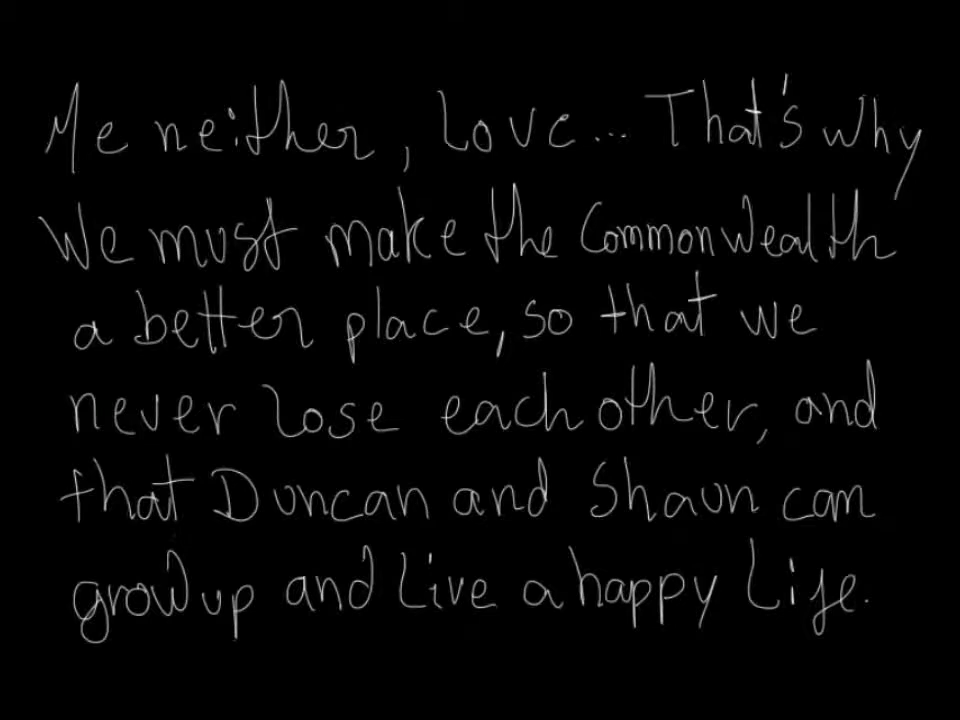 Me neither, Love... That's why
We must make the Commonwealth
a better place, so that we
never lose each other, and
that Duncan and Shaun can
grow up and Live a happy Life.